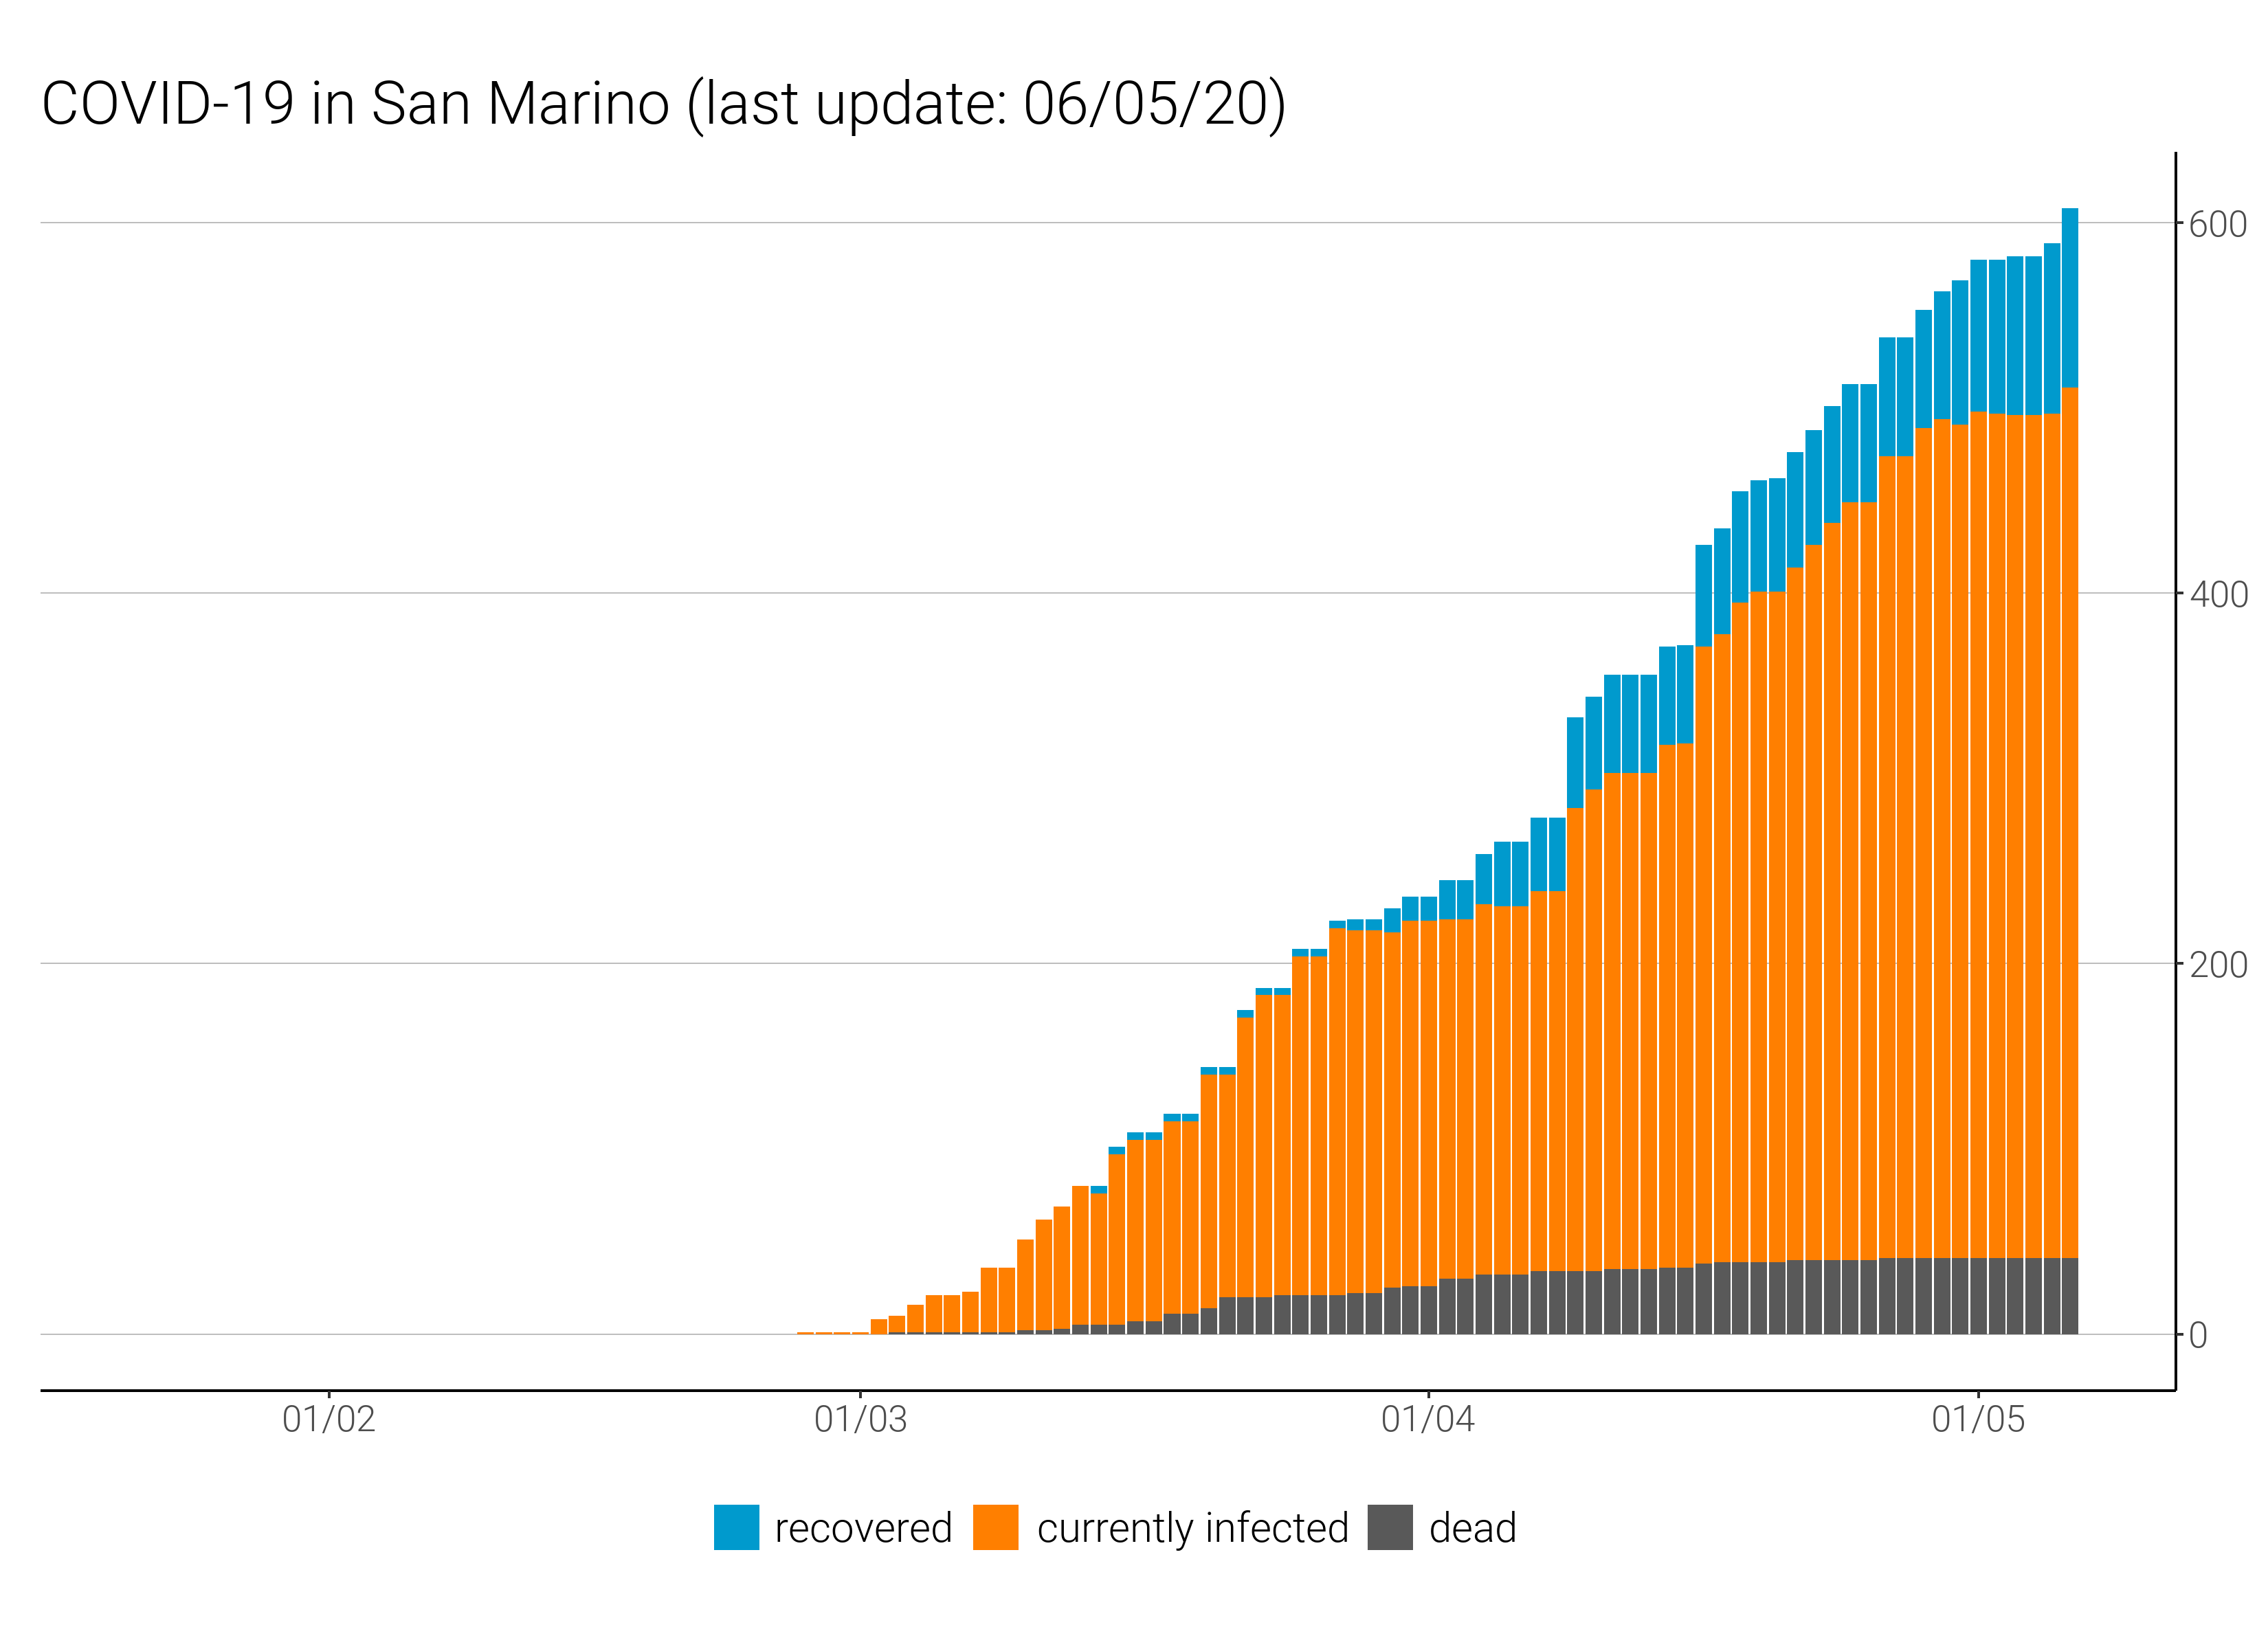 COVID-19 in San Marino (last update: 06/05/20)
600
400
200
0
01/02 01/03 01/04 01/05
recovered currently infected dead